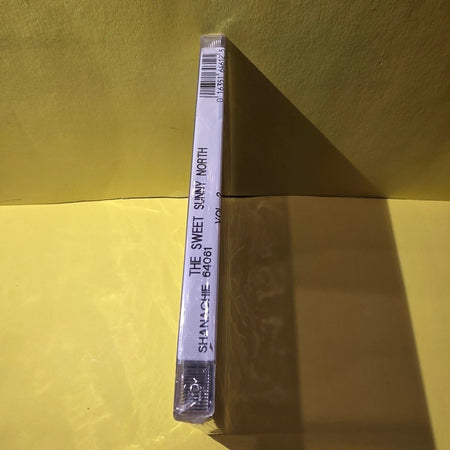 THE SWEET SUNNY NORTH
VOL. 2
SHANACHIE 64061